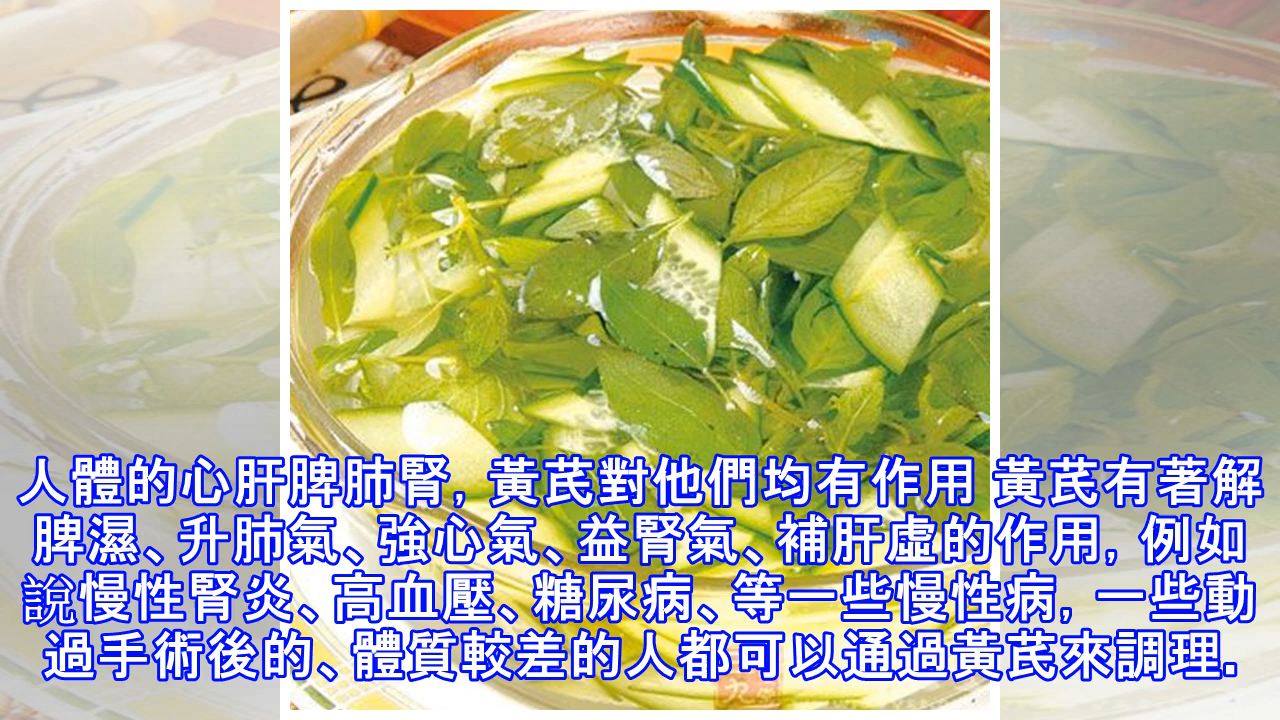 人體的心肝脾肺腎, 黃芪對他們均有作用 黃芪有著解
脾濕、升肺氣、強心氣、益腎氣、補肝虛的作用, 例如
說慢性腎炎、高血壓、糖尿病、等一些慢性病, 一些動
過手術後的、體質較差的人都可以通過黃芪來調理.